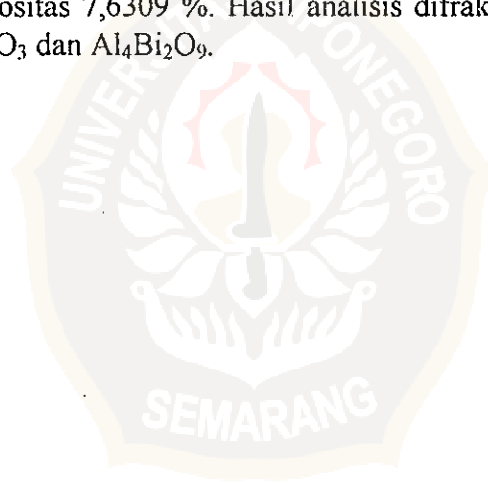 ositas 7,6309 %. Hasil analisis difrak
O₃ dan Al₄Bi₂O₉.
UNIVERSITAS DIPONEGORO
SEMARANG